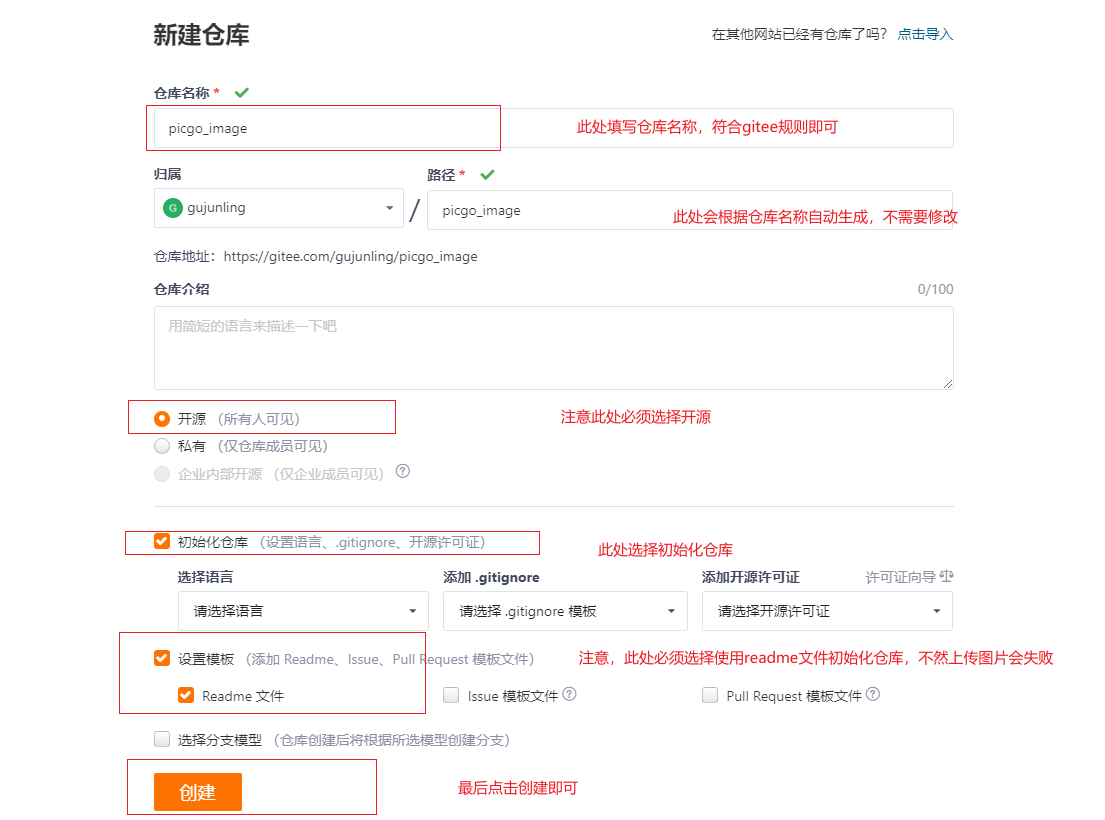 新建仓库
在其他网站已经有仓库了吗? 点击导入
仓库名称 *
picgo_image
此处填写仓库名称，符合gitee规则即可
归属
路径 *
G gujunling
/
picgo_image
此处会根据仓库名称自动生成，不需要修改
仓库地址：https://gitee.com/gujunling/picgo_image
仓库介绍
0/100
用简短的语言来描述一下吧
开源 （所有人可见）
注意此处必须选择开源
私有 （仅仓库成员可见）
企业内部开源 （仅企业成员可见） ?
初始化仓库 （设置语言、.gitignore、开源许可证）
此处选择初始化仓库
选择语言
添加 .gitignore
添加开源许可证
许可证向导
请选择语言
请选择 .gitignore 模板
请选择开源许可证
设置模板 （添加 Readme、Issue、Pull Request 模板文件）
注意，此处必须选择使用readme文件初始化仓库，不然上传图片会失败
Readme 文件
Issue 模板文件 ?
Pull Request 模板文件 ?
选择分支模型 （仓库创建后将根据所选模型创建分支）
创建
最后点击创建即可